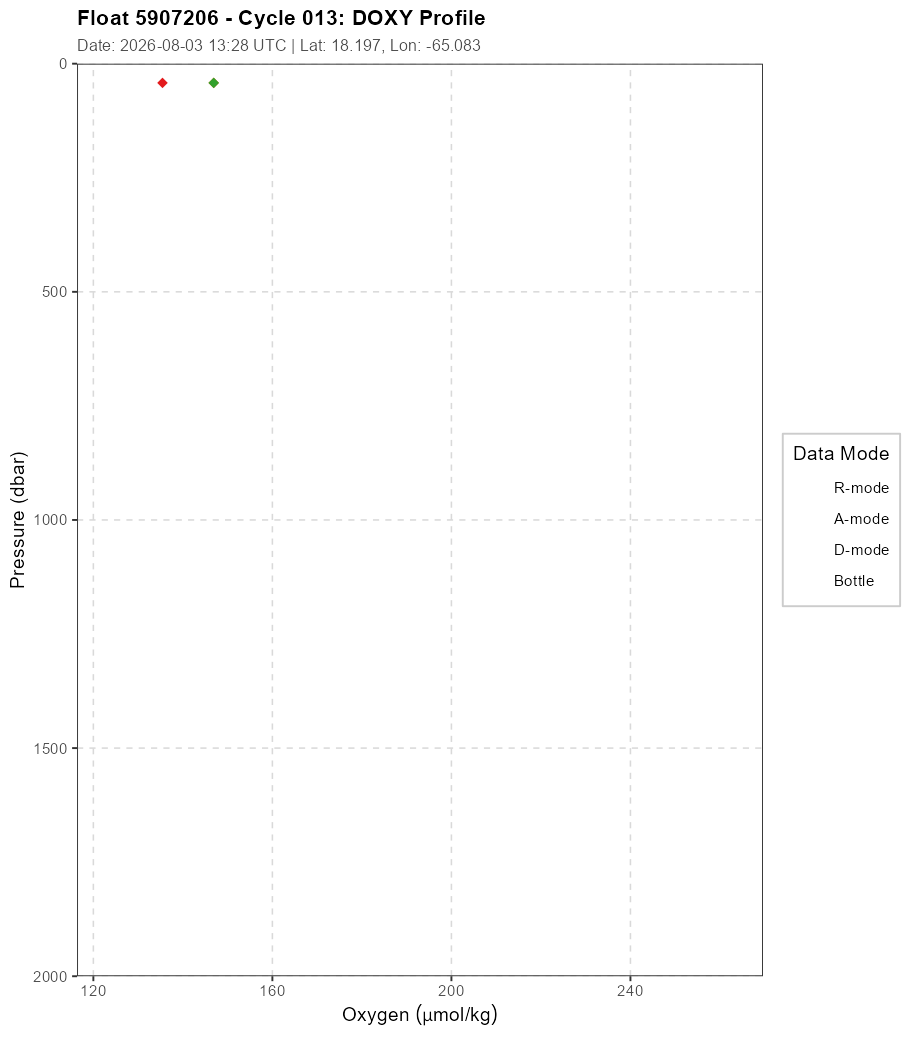 Float 5907206 - Cycle 013: DOXY Profile
Date: 2026-08-03 13:28 UTC | Lat: 18.197, Lon: -65.083
0
500
1000
1500
2000
Pressure (dbar)
120
160
200
240
Oxygen (μmol/kg)
Data Mode
R-mode
A-mode
D-mode
Bottle